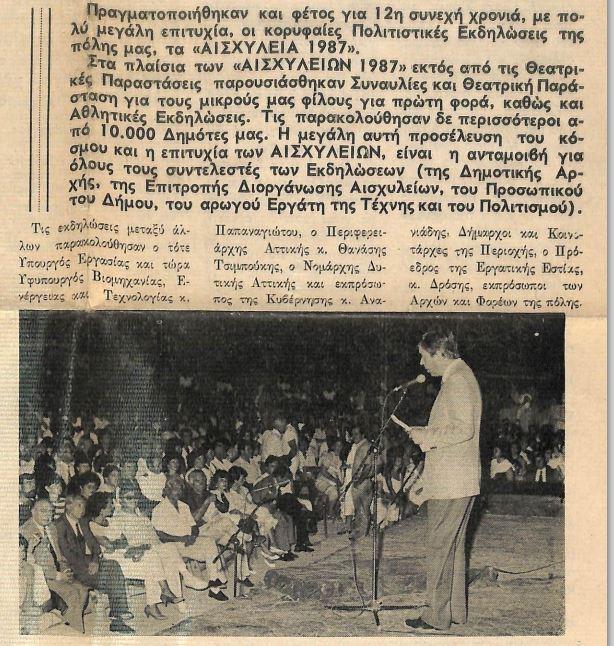 Πραγματοποιήθηκαν και φέτος για 12η συνεχή χρονιά, με πο-
λύ μεγάλη επιτυχία, οι κορυφαίες Πολιτιστικές Εκδηλώσεις της
πόλης μας, τα «ΑΙΣΧΥΛΕΙΑ 1987».
Στα πλαίσια των «ΑΙΣΧΥΛΕΙΩΝ 1987» εκτός από τις Θεατρι-
κές Παραστάσεις παρουσιάσθηκαν Συναυλίες και Θεατρική Παρά-
σταση για τους μικρούς μας φίλους για πρώτη φορά, καθώς και
Αθλητικές Εκδηλώσεις. Τις παρακολούθησαν δε περισσότεροι α-
πό 10.000 Δημότες μας. Η μεγάλη αυτή προσέλευση του κό-
σμου και η επιτυχία των ΑΙΣΧΥΛΕΙΩΝ, είναι η ανταμοιβή για
όλους τους συντελεστές των Εκδηλώσεων (της Δημοτικής Αρ-
χής, της Επιτροπής Διοργάνωσης Αισχυλείων, του Προσωπικού
του Δήμου, του αρωγού Εργάτη της Τέχνης και του Πολιτισμού).
Τις εκδηλώσεις μεταξύ άλ-
λων παρακολούθησαν ο τότε
Υπουργός Εργασίας και τώρα
Υφυπουργός Βιομηχανίας, Ε-
νέργειας και Τεχνολογίας κ.
Παπαναγιώτου, ο Περιφερει-
άρχης Αττικής κ. Θανάσης
Τσιμπούκης, ο Νομάρχης Δυ-
τικής Αττικής και εκπρόσω-
πος της Κυβέρνησης κ. Ανα-
νιάδης, Δήμαρχοι και Κοινο-
τάρχες της Περιοχής, ο Πρό-
εδρος της Εργατικής Εστίας,
κ. Δρόσης, εκπρόσωποι των
Αρχών και Φορέων της πόλης.